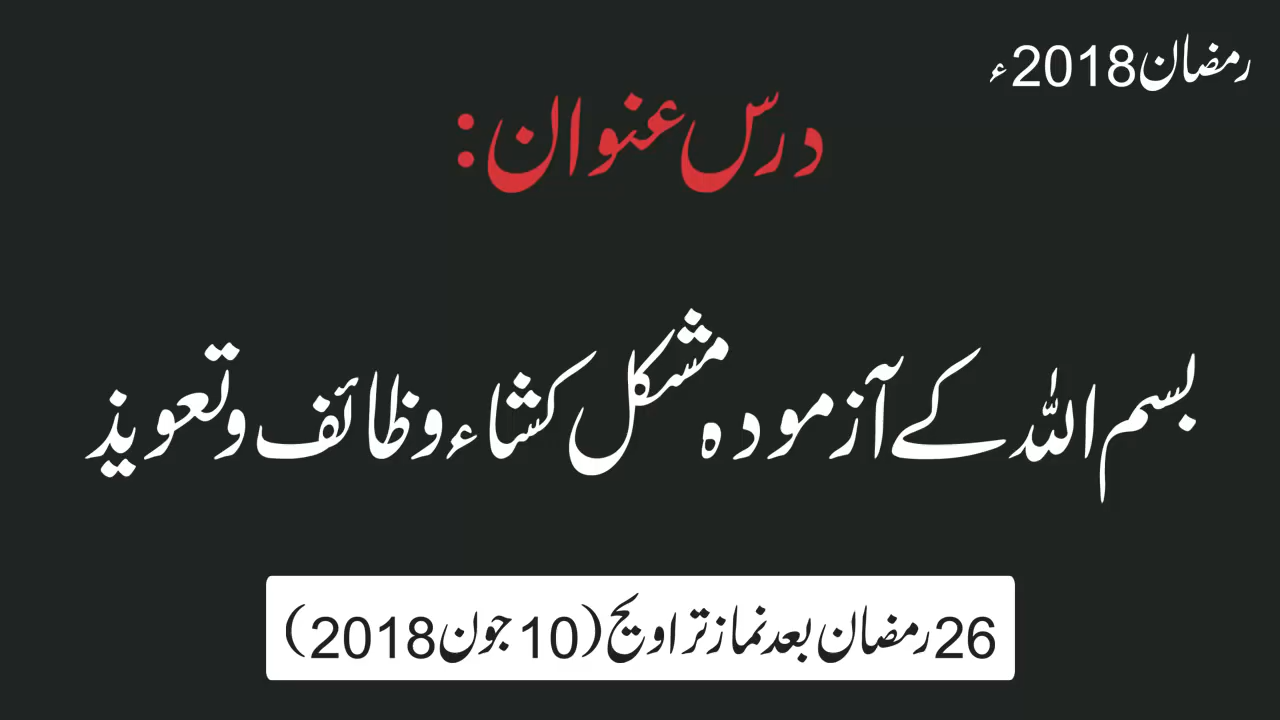 رمضان 2018ء
درس عنوان:
بسم اللہ کے آزمودہ مشکل کشاء وظائف و تعویذ
26 رمضان بعد نماز تراویح (10 جون 2018)